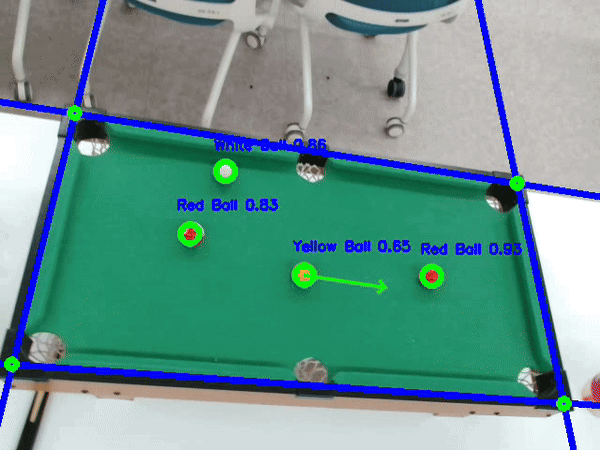 White Ball 0.86
Red Ball 0.83
Yellow Ball 0.65
Red Ball 0.93